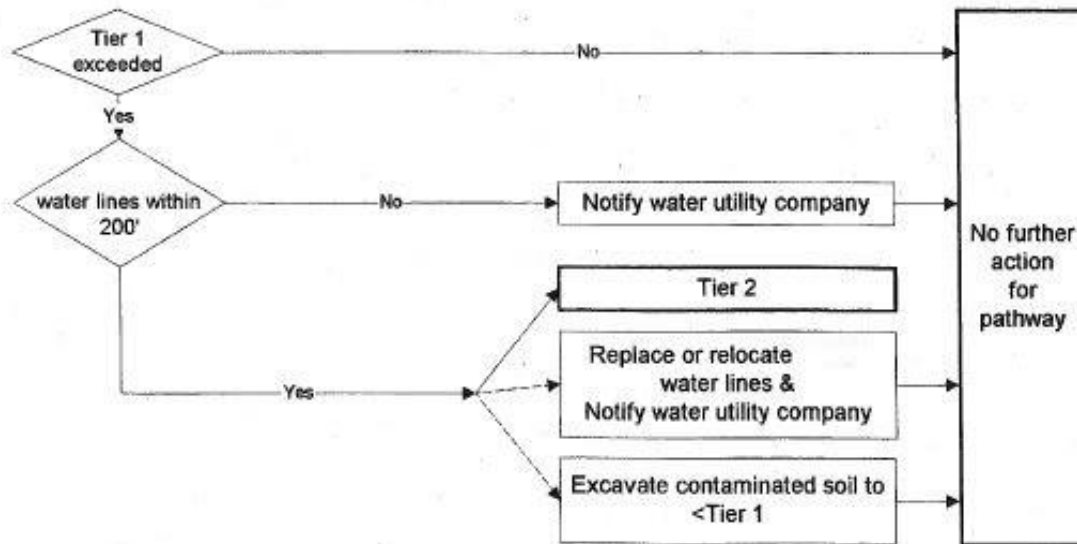 Tier 1
exceeded
No
Yes
water lines within
200'
No
Notify water utility company
No further
action
for
pathway
Tier 2
Replace or relocate
water lines &
Notify water utility company
Yes
Excavate contaminated soil to
<Tier 1